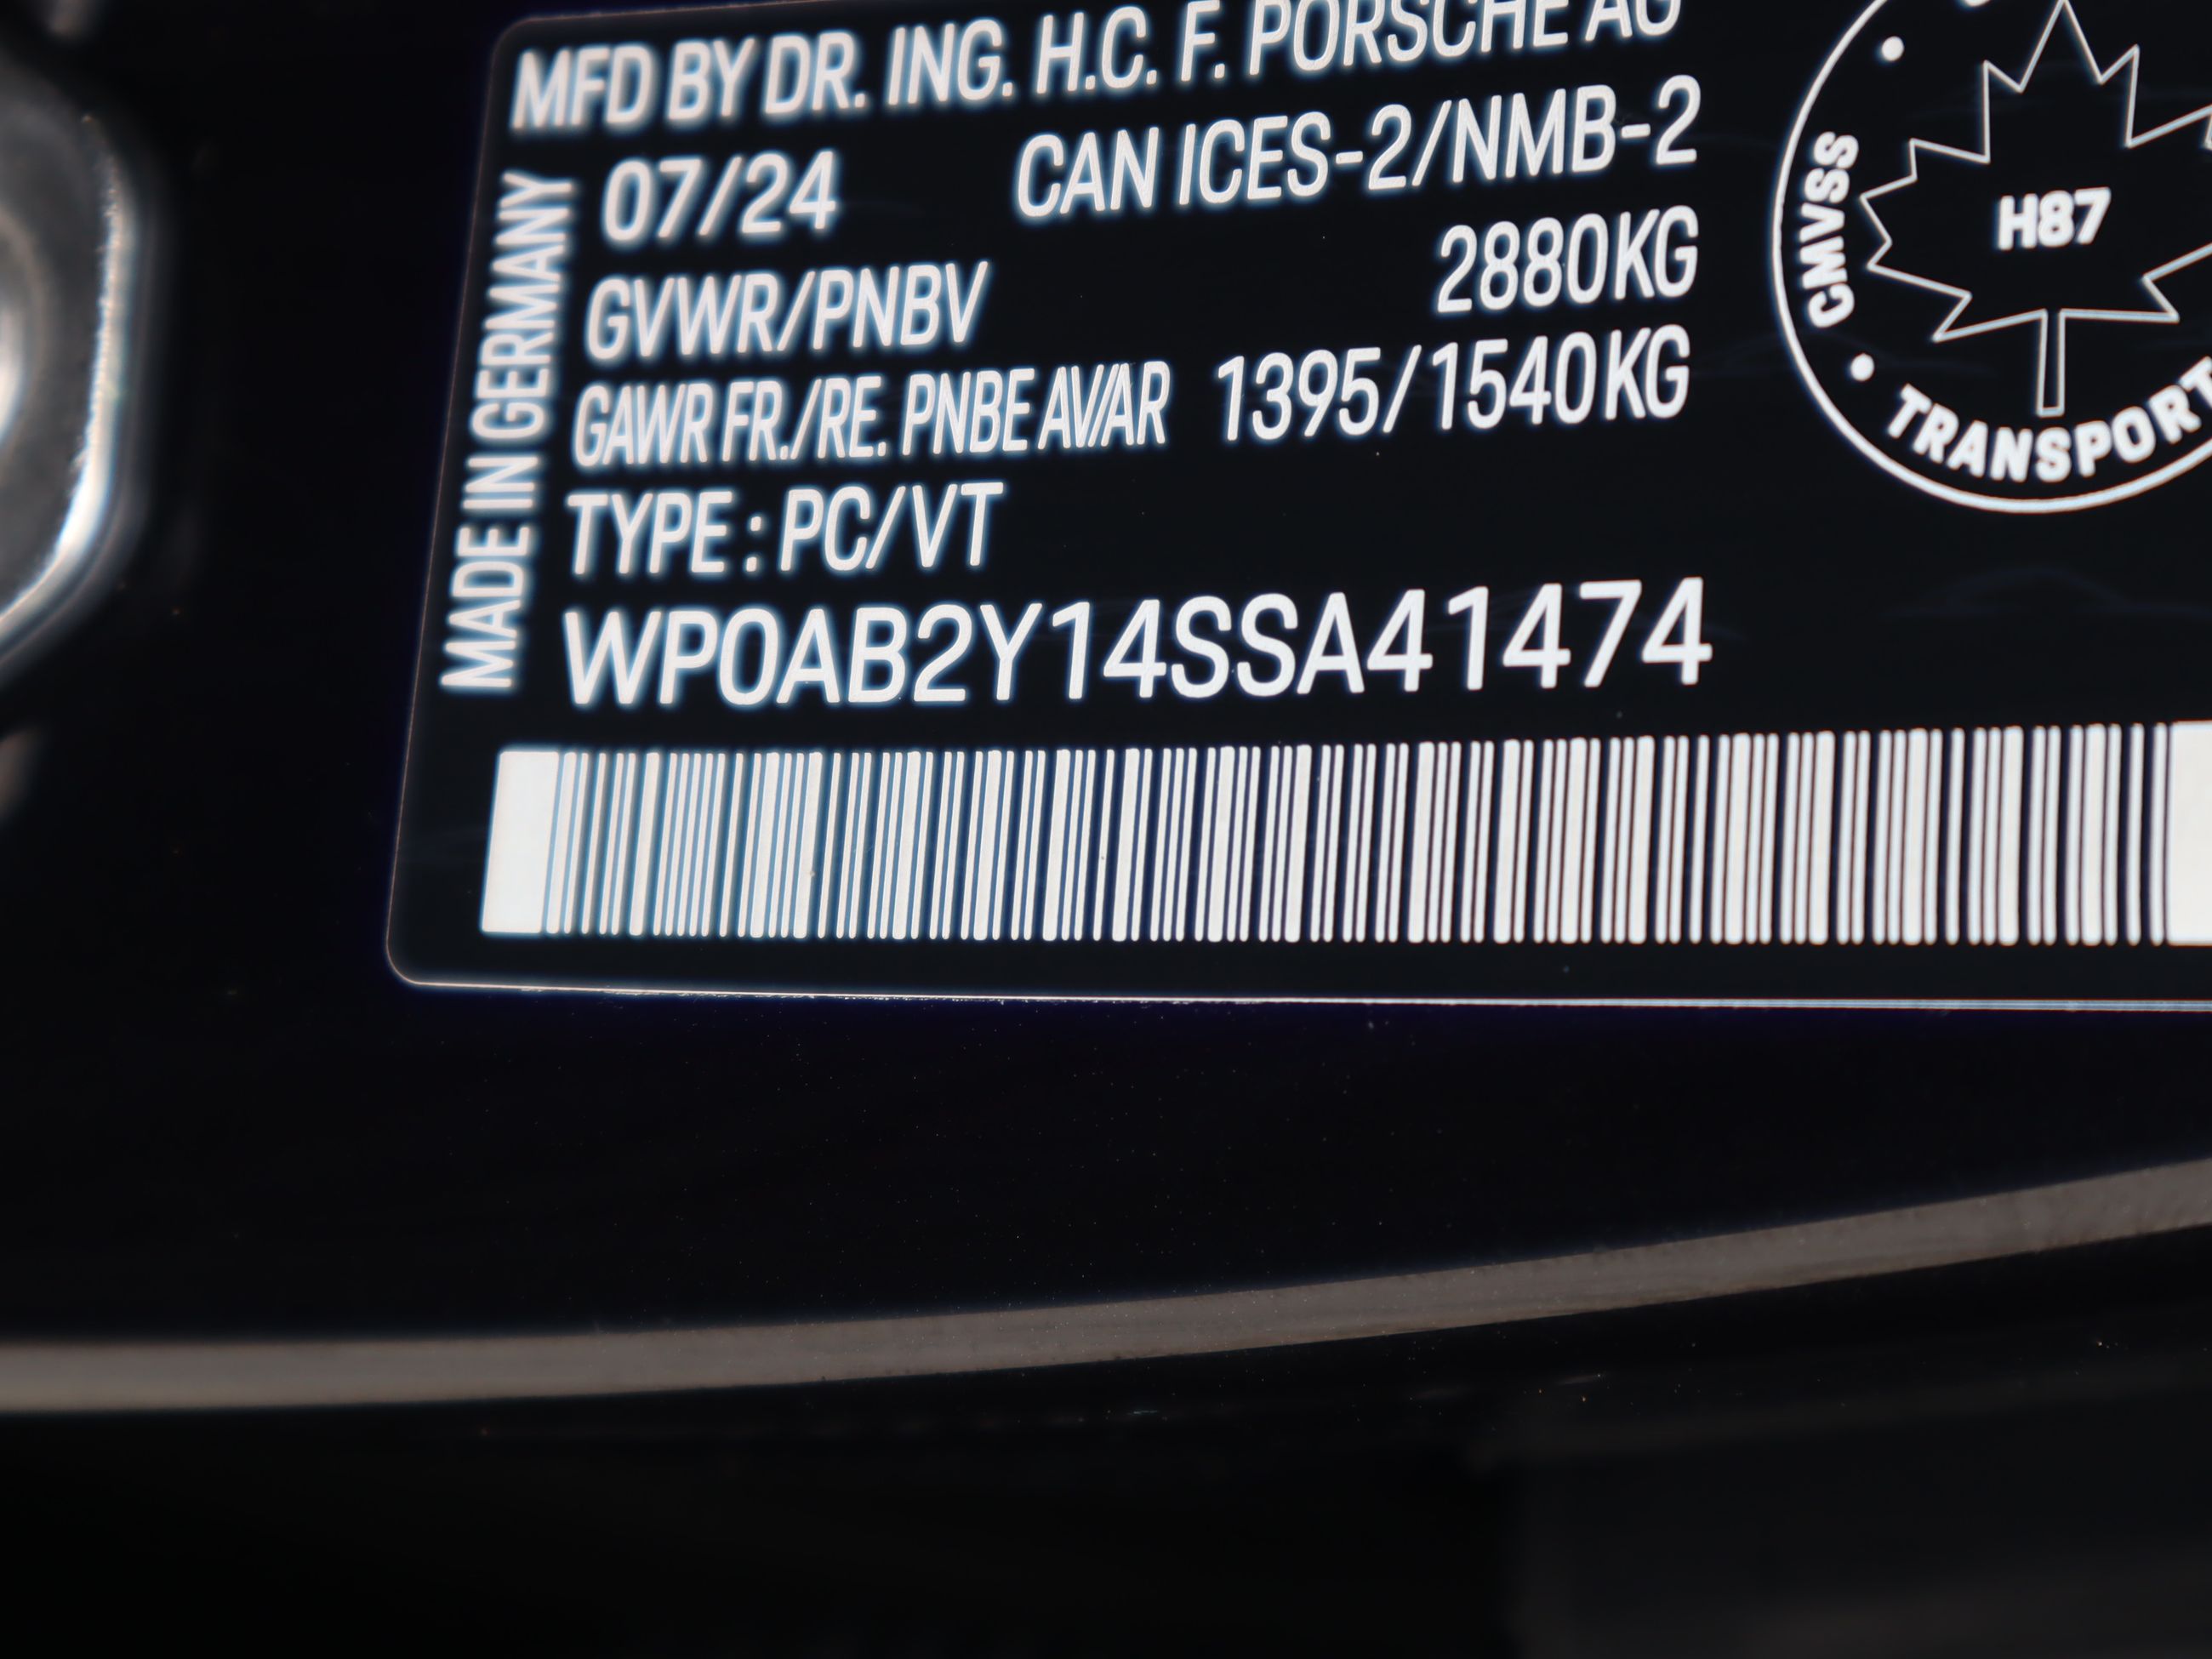 MFD BY DR. ING. H.C. F. PORSCHE AG
07/24 CAN ICES-2/NMB-2
GVWR/PNBV 2880KG
GAWR FR./RE. PNBE AV/AR 1395/1540KG
TYPE : PC/VT
WP0AB2Y14SSA41474
MADE IN GERMANY
CMVSS
H87
TRANSPORT